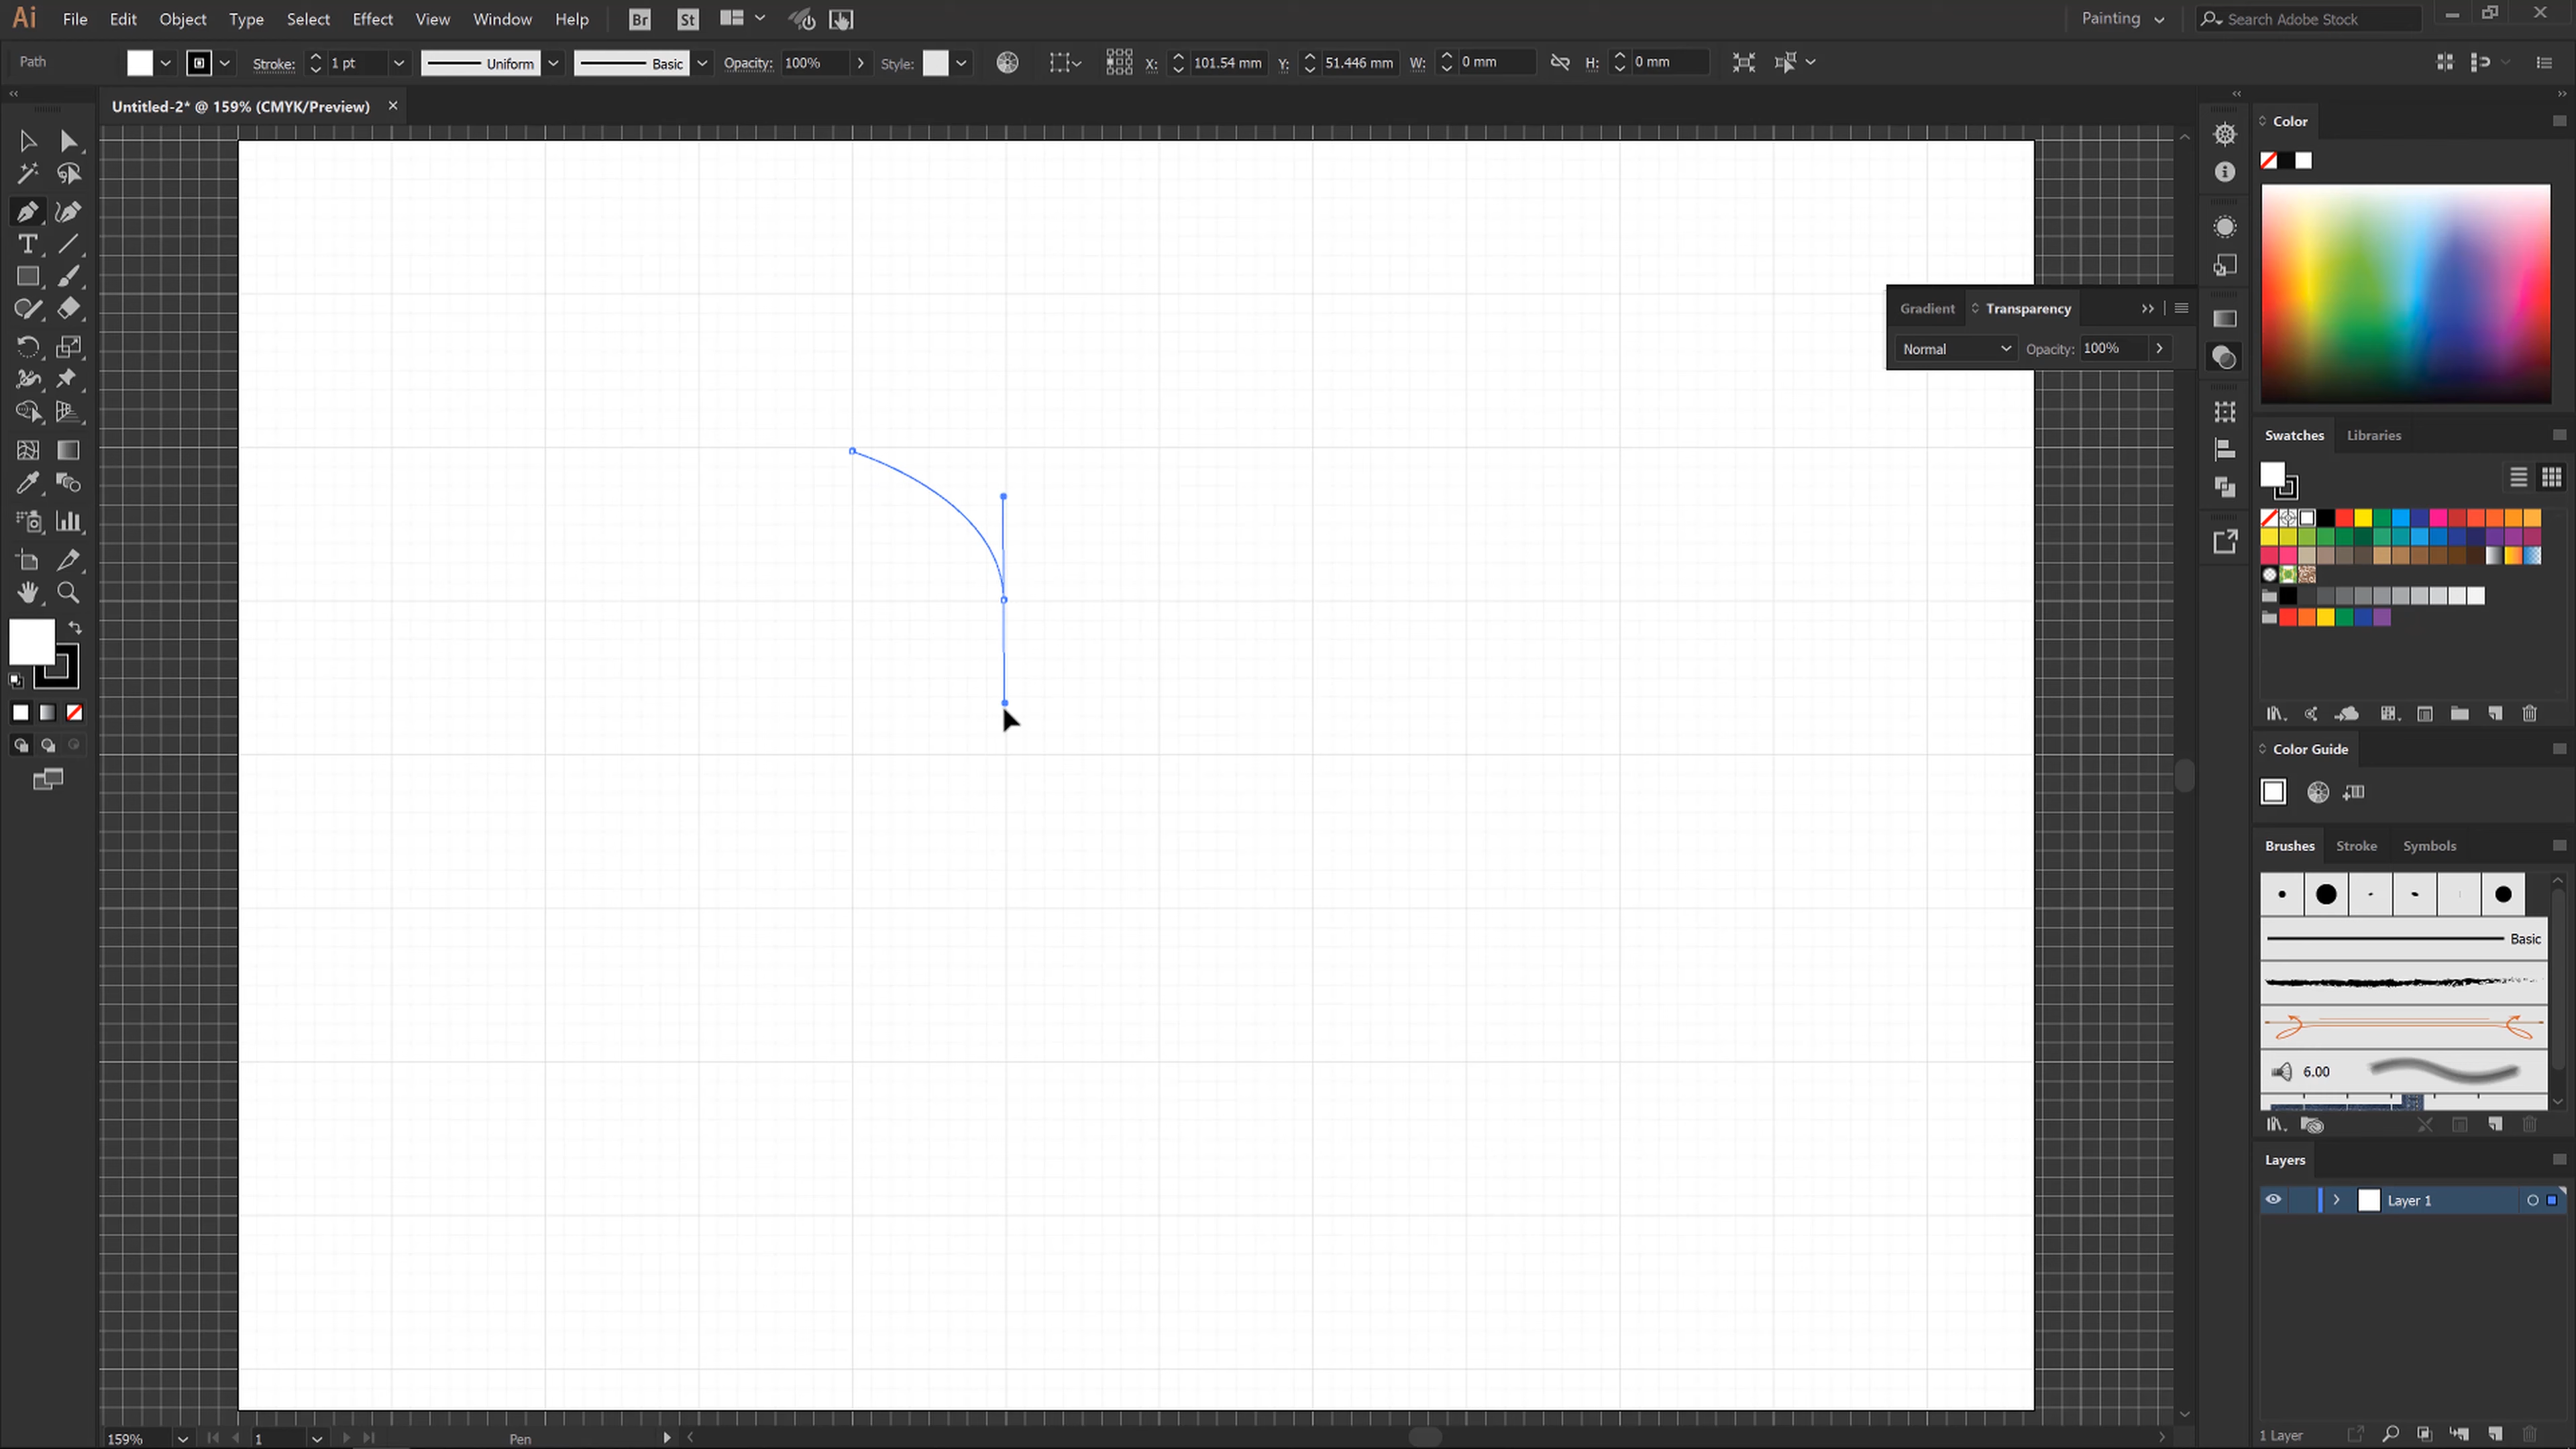 Ai File Edit Object Type Select Effect View Window Help Br St Painting Search Adobe Stock
Path Stroke: 1 pt Uniform Basic Opacity: 100% Style: X: 101.54 mm Y: 51.446 mm W: 0 mm H: 0 mm
Untitled-2* @ 159% (CMYK/Preview)
Color
Gradient Transparency
Normal Opacity: 100%
Swatches Libraries
Color Guide
Brushes Stroke Symbols
Basic
6.00
Layers
Layer 1
159% 1 Pen 1 Layer